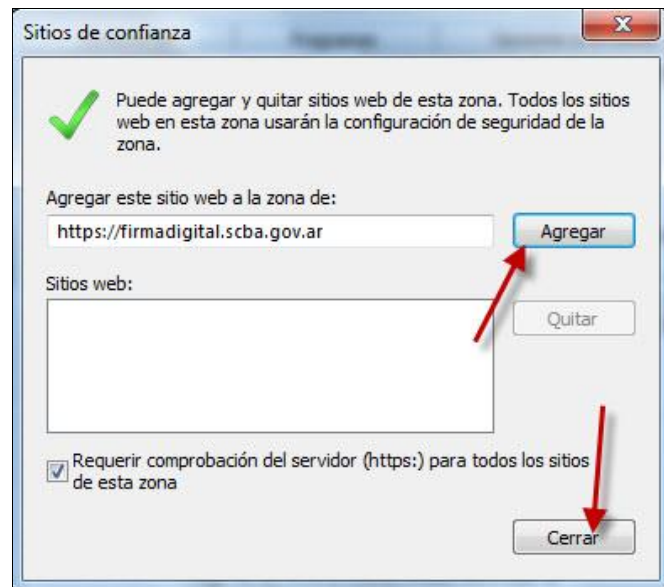 Sitios de confianza
Puede agregar y quitar sitios web de esta zona. Todos los sitios
web en esta zona usarán la configuración de seguridad de la
zona.
Agregar este sitio web a la zona de:
https://firmadigital.scba.gov.ar
Agregar
Sitios web:
Quitar
Requerir comprobación del servidor (https:) para todos los sitios
de esta zona
Cerrar